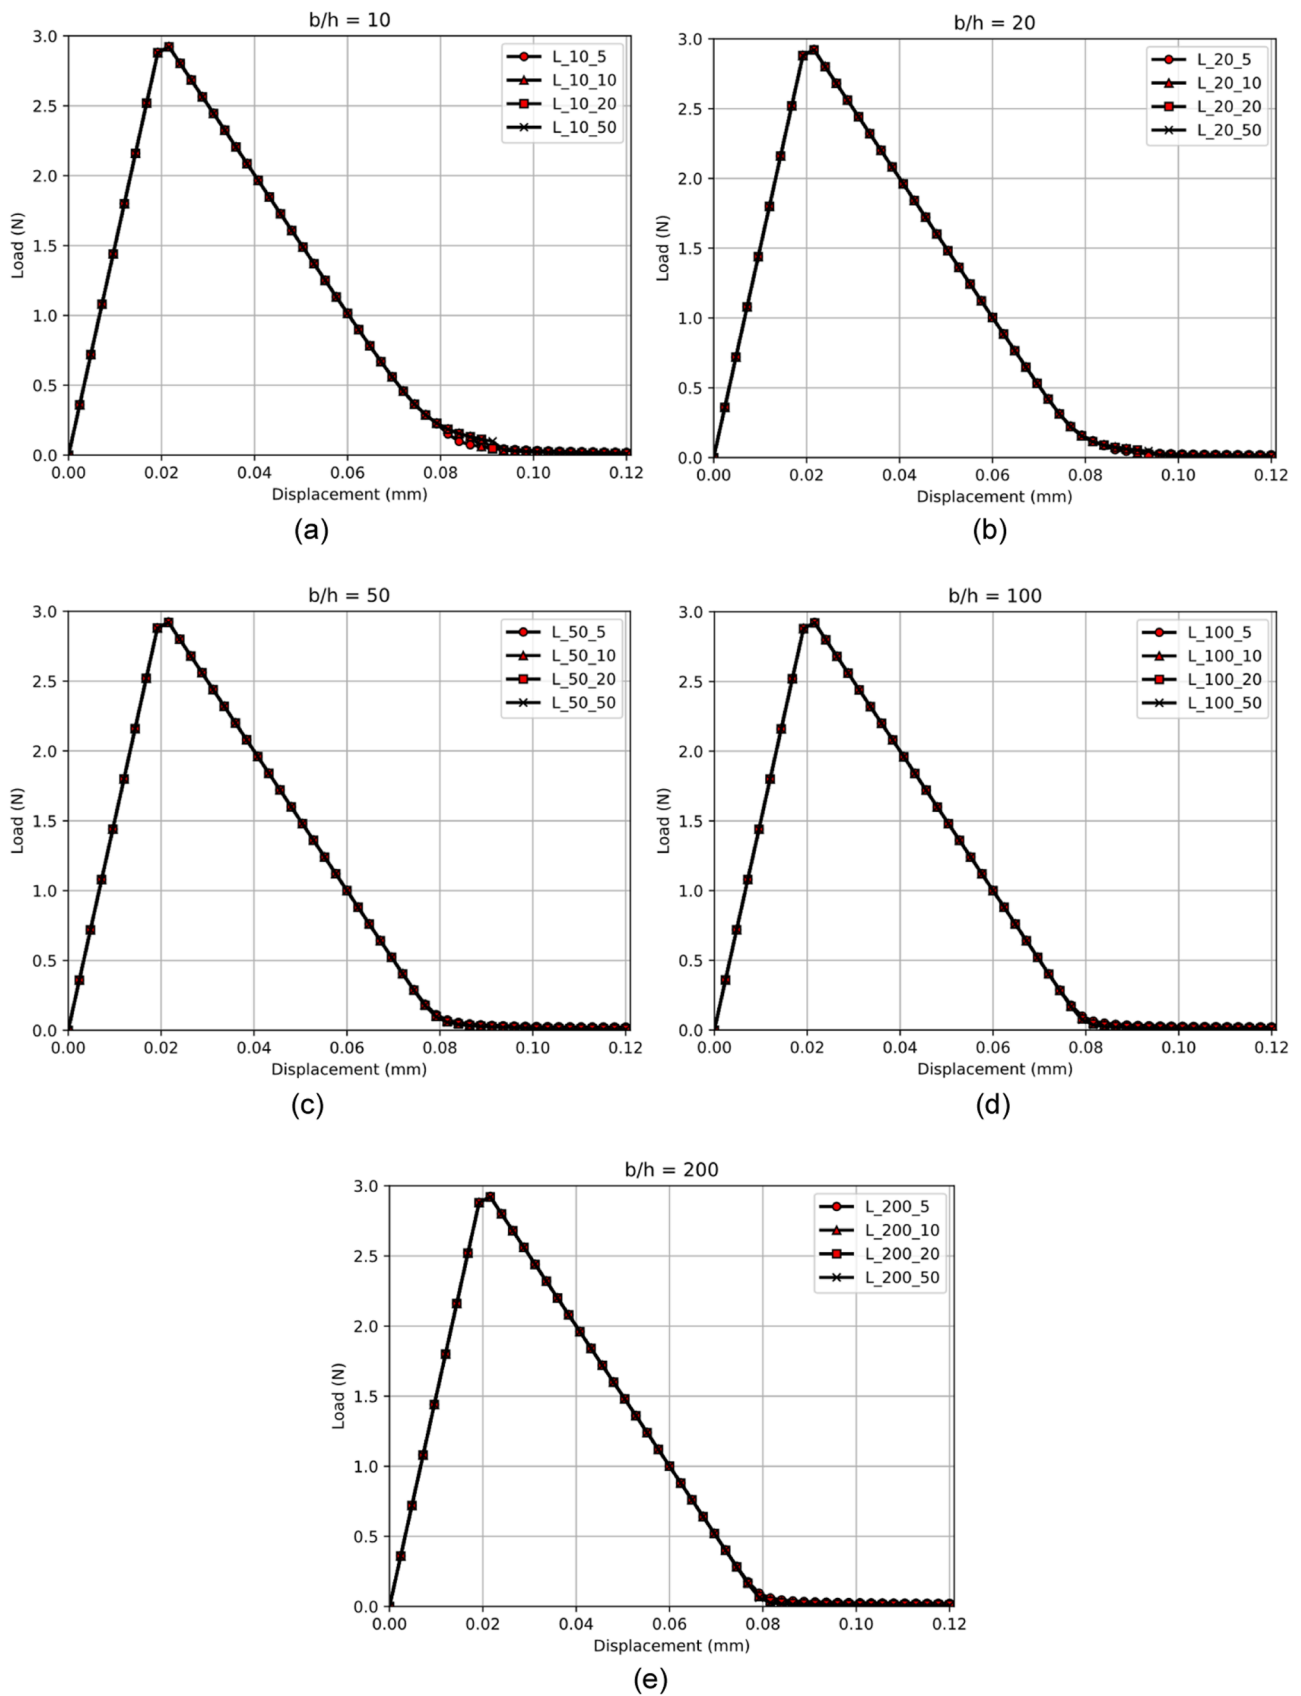 b/h = 10
3.0
2.5
2.0
1.5
1.0
0.5
0.0
Load (N)
L_10_5
L_10_10
L_10_20
L_10_50
0.00 0.02 0.04 0.06 0.08 0.10 0.12
Displacement (mm)
(a)
b/h = 20
3.0
2.5
2.0
1.5
1.0
0.5
0.0
Load (N)
L_20_5
L_20_10
L_20_20
L_20_50
0.00 0.02 0.04 0.06 0.08 0.10 0.12
Displacement (mm)
(b)
b/h = 50
3.0
2.5
2.0
1.5
1.0
0.5
0.0
Load (N)
L_50_5
L_50_10
L_50_20
L_50_50
0.00 0.02 0.04 0.06 0.08 0.10 0.12
Displacement (mm)
(c)
b/h = 100
3.0
2.5
2.0
1.5
1.0
0.5
0.0
Load (N)
L_100_5
L_100_10
L_100_20
L_100_50
0.00 0.02 0.04 0.06 0.08 0.10 0.12
Displacement (mm)
(d)
b/h = 200
3.0
2.5
2.0
1.5
1.0
0.5
0.0
Load (N)
L_200_5
L_200_10
L_200_20
L_200_50
0.00 0.02 0.04 0.06 0.08 0.10 0.12
Displacement (mm)
(e)